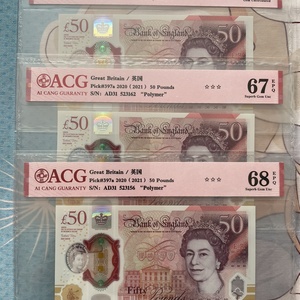 £50
Bank of England
50
ACG
AI CANG GUARANTY
Great Britain / 英国
Pick#397a 2020 (2021) 50 Pounds
S/N: AD31 523162 "Polymer"
☆☆☆
67 EPQ
Superb Gem Unc
£50
Bank of England
50
ACG
AI CANG GUARANTY
Great Britain / 英国
Pick#397a 2020 (2021) 50 Pounds
S/N: AD31 523156 "Polymer"
☆☆☆
68 EPQ
Superb Gem Unc
£50
Bank of England
50
Fifty
Pounds